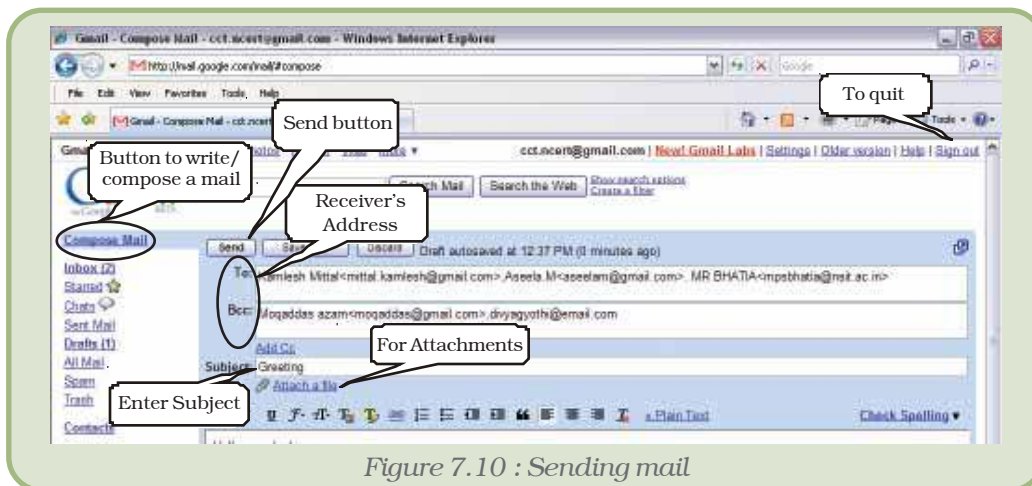 Gmail - Compose Mail - cct.ncert@gmail.com - Windows Internet Explorer
http://mail.google.com/mail/#compose
Google
File Edit View Favorites Tools Help
To quit
Gmail - Compose Mail - cct.ncert
Send button
Tools
Button to write/
compose a mail
more ▼
cct.ncert@gmail.com | New! Gmail Labs | Settings | Older version | Help | Sign out
Search Mail
Search the Web
Show search options
Create a filter
Receiver's
Address
Compose Mail
Send
Discard
Draft autosaved at 12:37 PM (0 minutes ago)
Inbox (2)
To: Kamlesh Mittal<mittal.kamlesh@gmail.com>, Aseela M<aseelam@gmail.com>, MR BHATIA<mpsbhatia@nsit.ac.in>
Starred
Chats
Bcc: Moqaddas azam<moqaddas@gmail.com>, divyagyothi@email.com
Sent Mail
Drafts (1)
Add Cc
For Attachments
All Mail
Subject: Greeting
Spam
Attach a file
Trash
Enter Subject
« Plain Text
Check Spelling ▼
Contacts
Figure 7.10 : Sending mail